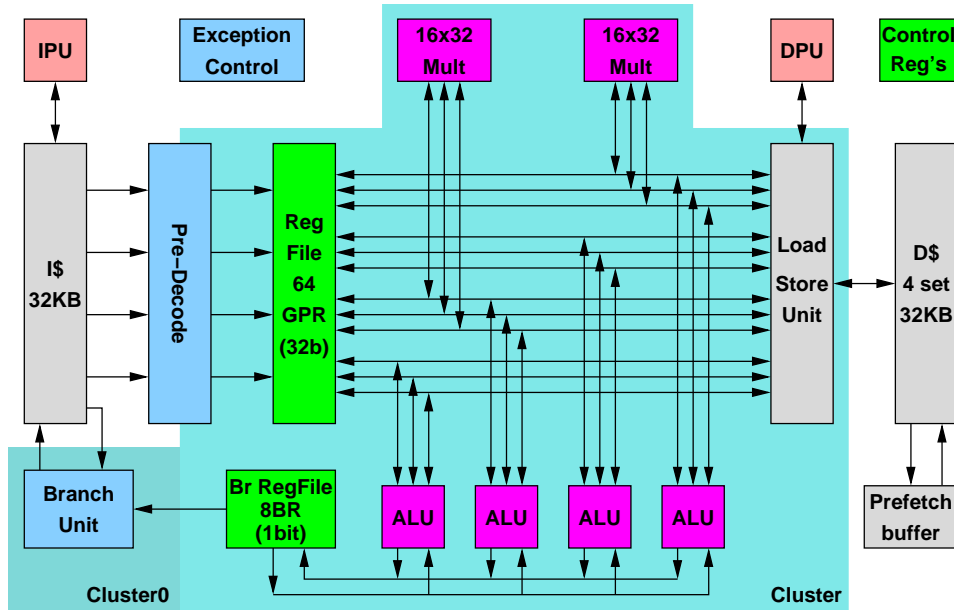 IPU
Exception
Control
16x32
Mult
16x32
Mult
DPU
Control
Reg's
I$
32KB
Pre-Decode
Reg
File
64
GPR
(32b)
Load
Store
Unit
D$
4 set
32KB
Branch
Unit
Br RegFile
8BR
(1bit)
ALU
ALU
ALU
ALU
Prefetch
buffer
Cluster0
Cluster